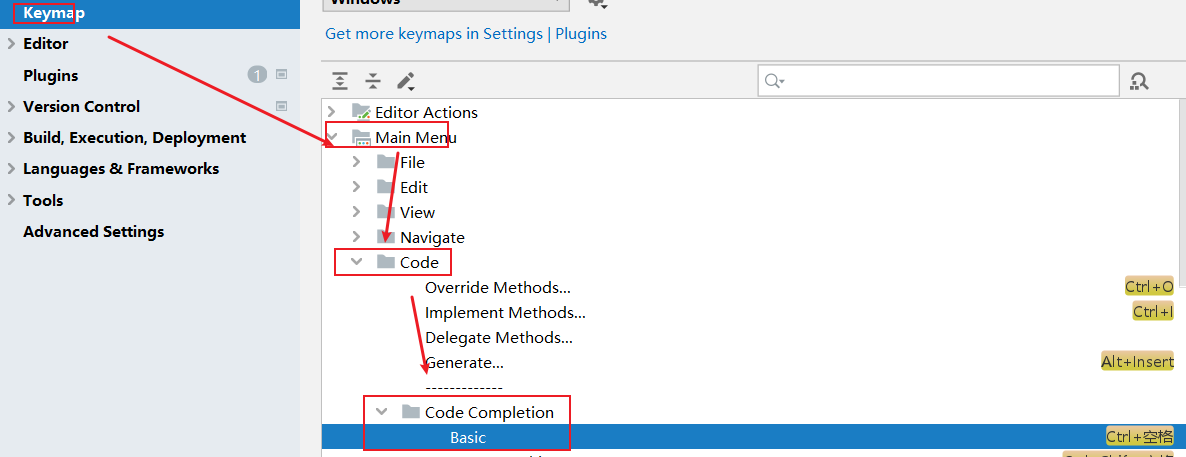 Keymap
Editor
Plugins 1
Version Control
Build, Execution, Deployment
Languages & Frameworks
Tools
Advanced Settings
Windows
Get more keymaps in Settings | Plugins
Editor Actions
Main Menu
File
Edit
View
Navigate
Code
Override Methods... Ctrl+O
Implement Methods... Ctrl+I
Delegate Methods...
Generate... Alt+Insert
-------------
Code Completion
Basic Ctrl+空格